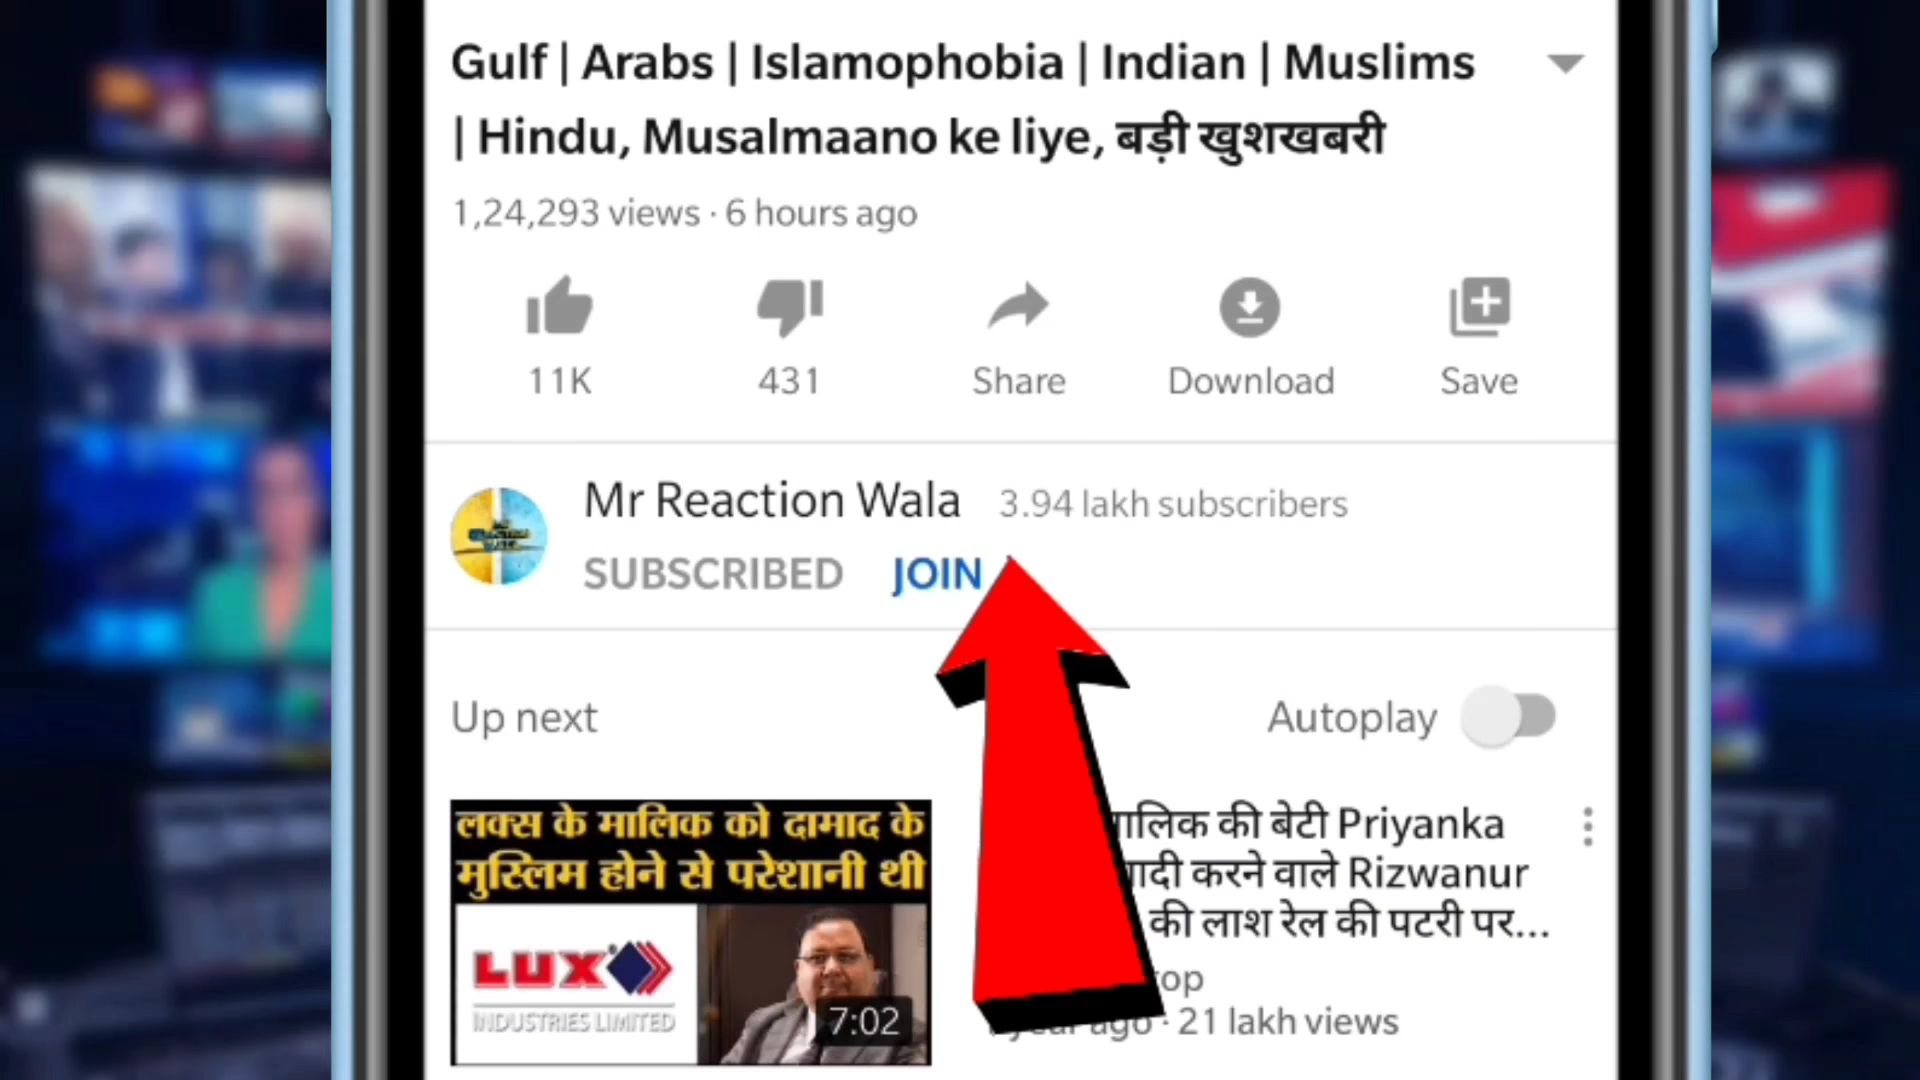 Gulf | Arabs | Islamophobia | Indian | Muslims
| Hindu, Musalmaano ke liye, बड़ी खुशखबरी
1,24,293 views · 6 hours ago
11K
431
Share
Download
Save
Mr Reaction Wala
3.94 lakh subscribers
SUBSCRIBED
JOIN
Up next
Autoplay
लक्स के मालिक को दामाद के
मुस्लिम होने से परेशानी थी
LUX
INDUSTRIES LIMITED
7:02
की बेटी Priyanka
करने वाले Rizwanur
की लाश रेल की पटरी पर...
ago · 21 lakh views